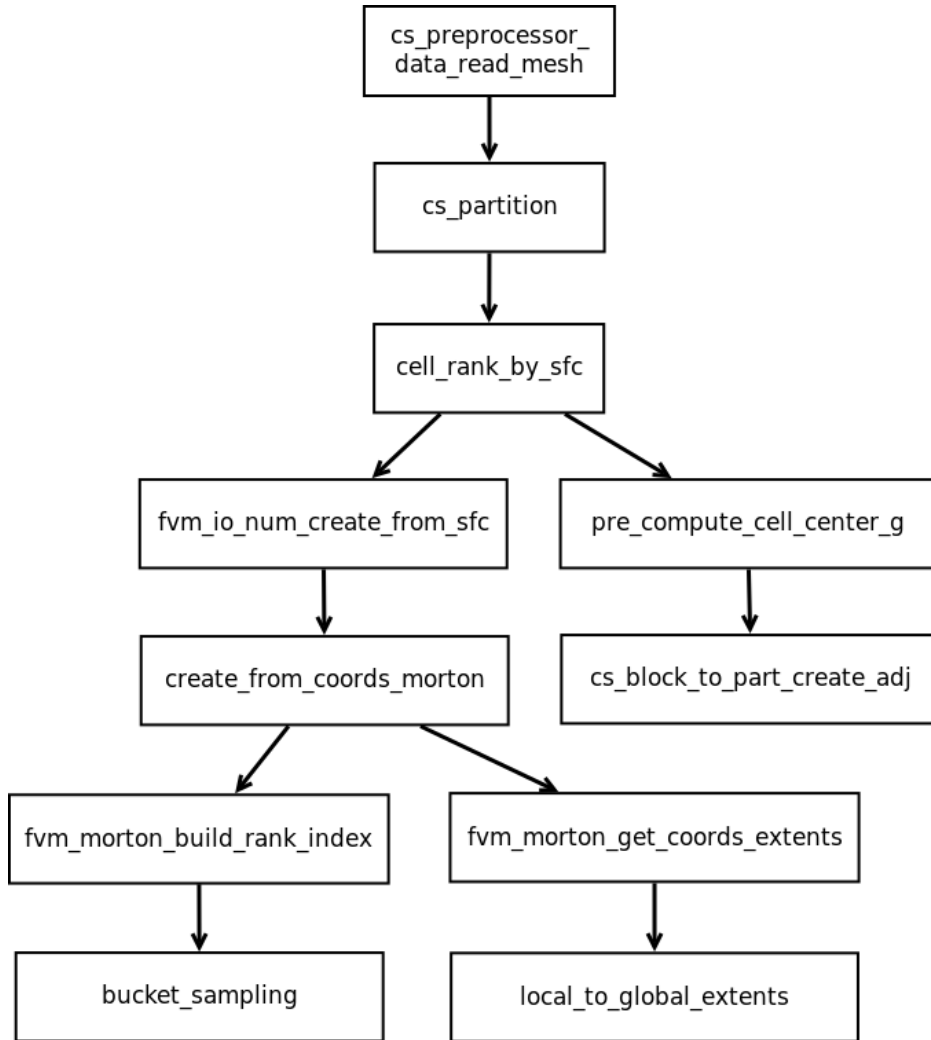 cs_preprocessor_
data_read_mesh
cs_partition
cell_rank_by_sfc
fvm_io_num_create_from_sfc
pre_compute_cell_center_g
create_from_coords_morton
cs_block_to_part_create_adj
fvm_morton_build_rank_index
fvm_morton_get_coords_extents
bucket_sampling
local_to_global_extents